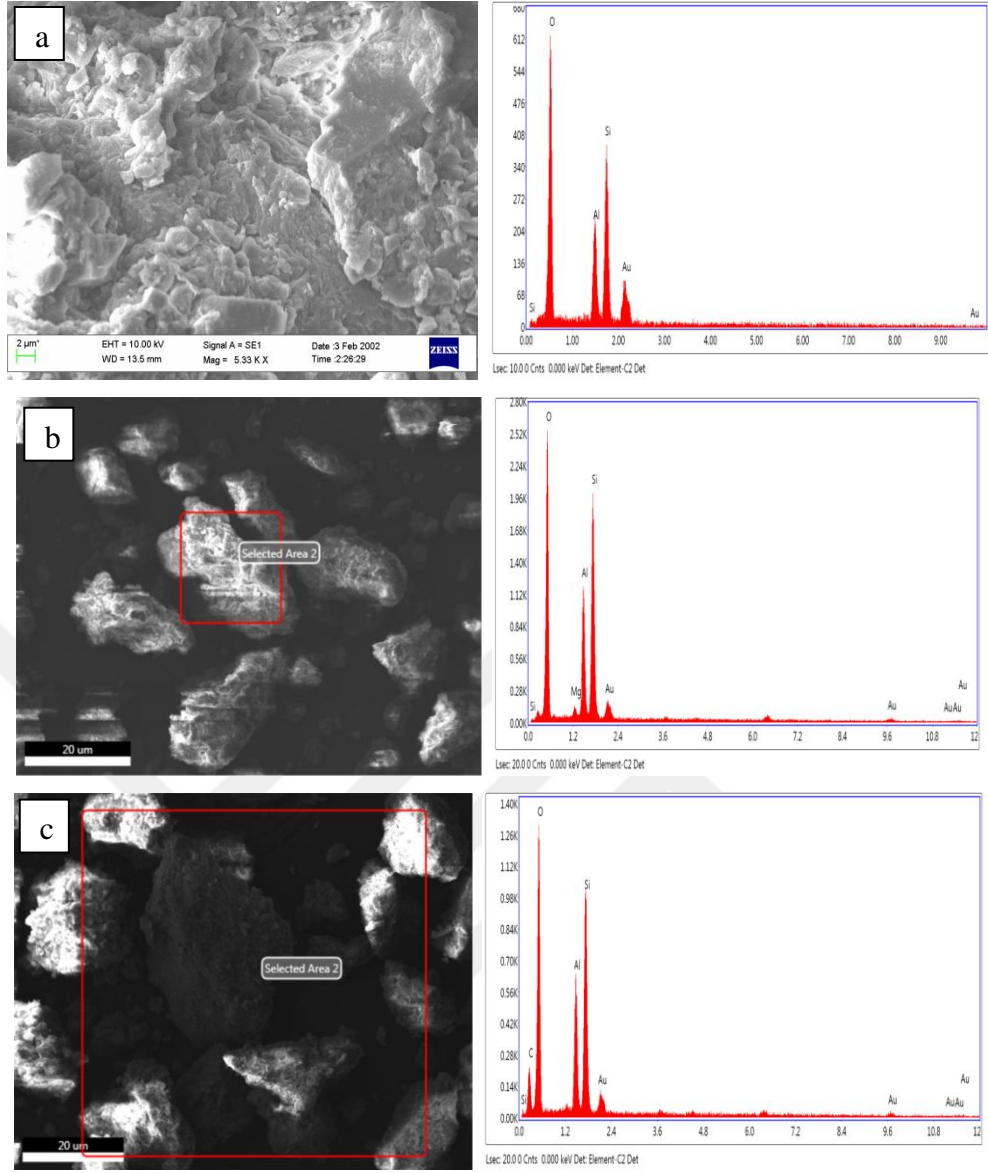 a
2 µm*
EHT = 10.00 kV Signal A = SE1 Date :3 Feb 2002
WD = 13.5 mm Mag = 5.33 K X Time :2:26:29
ZEISS
680
612
544
476
408
340
272
204
136
68
0
O
Si
Al
Au
Si
Au
0.00 1.00 2.00 3.00 4.00 5.00 6.00 7.00 8.00 9.00
Lsec: 10.0 0 Cnts 0.000 keV Det: Element-C2 Det
b
Selected Area 2
20 um
2.80K
2.52K
2.24K
1.96K
1.68K
1.40K
1.12K
0.84K
0.56K
0.28K
0.00K
O
Si
Al
Si
Mg
Au
Au
Au
AuAu
0.0 1.2 2.4 3.6 4.8 6.0 7.2 8.4 9.6 10.8 12
Lsec: 20.0 0 Cnts 0.000 keV Det: Element-C2 Det
c
Selected Area 2
20 um
1.40K
1.26K
1.12K
0.98K
0.84K
0.70K
0.56K
0.42K
0.28K
0.14K
0.00K
O
Si
Al
C
Si
Au
Au
Au
AuAu
0.0 1.2 2.4 3.6 4.8 6.0 7.2 8.4 9.6 10.8 12
Lsec: 20.0 0 Cnts 0.000 keV Det: Element-C2 Det